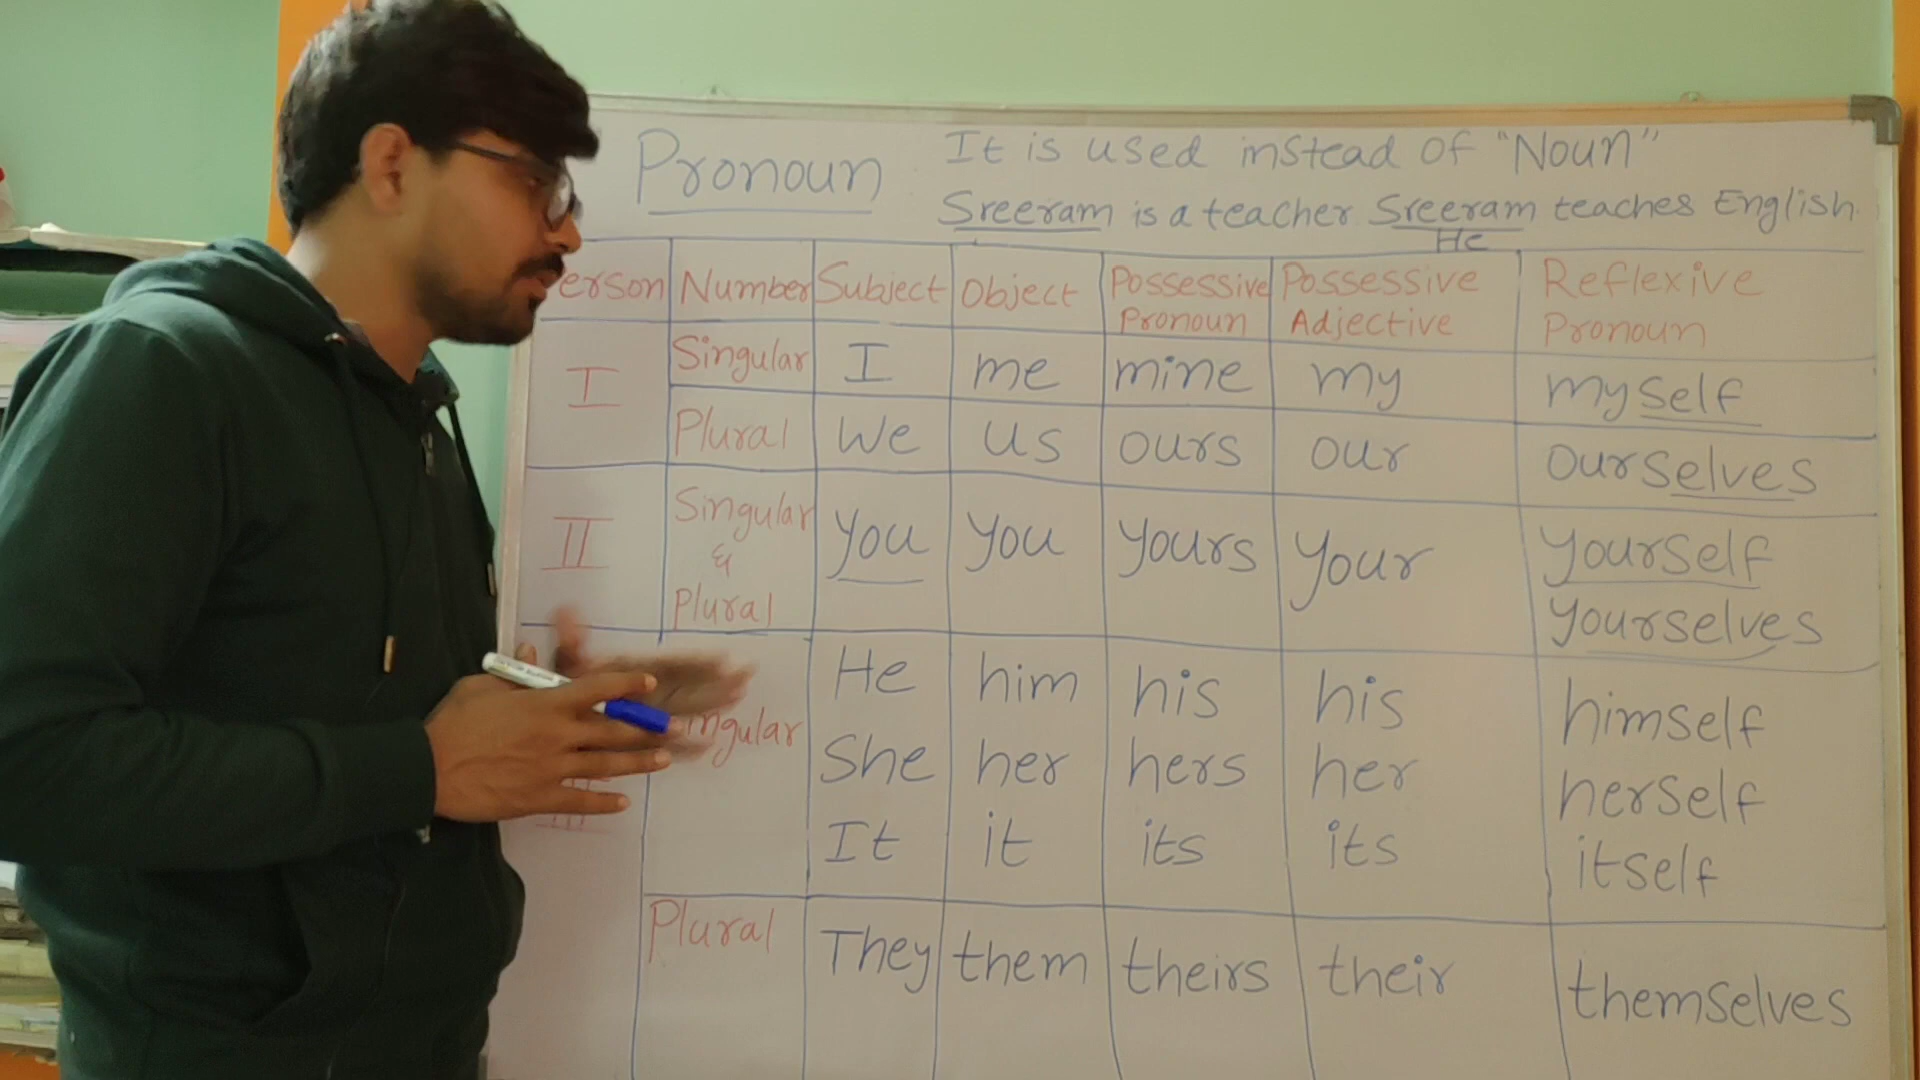 Pronoun It is used instead of "Noun"
Sreeram is a teacher Sreeram teaches English.
He
erson Number Subject Object Possessive Pronoun Possessive Adjective Reflexive Pronoun
I Singular I me mine my myself
Plural We us ours our ourselves
II Singular & Plural you you yours your yourself
yourselves
ngular He him his his himself
She her hers her herself
III It it its its itself
Plural They them theirs their themselves